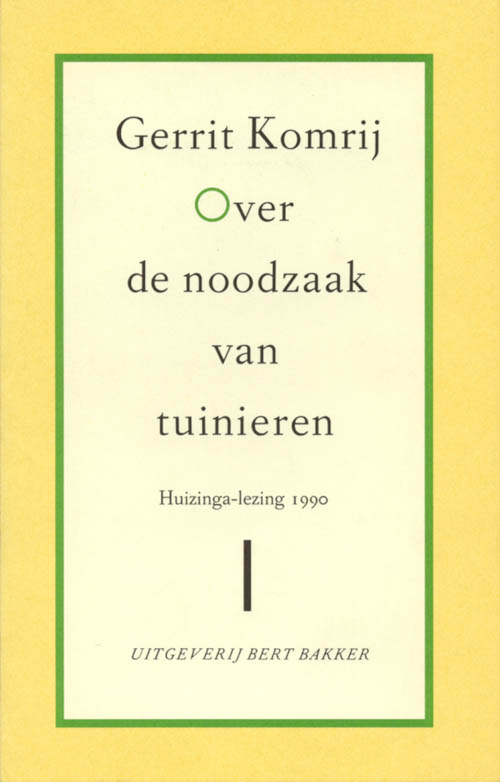 Gerrit Komrij
Over
de noodzaak
van
tuinieren
Huizinga-lezing 1990
UITGEVERIJ BERT BAKKER